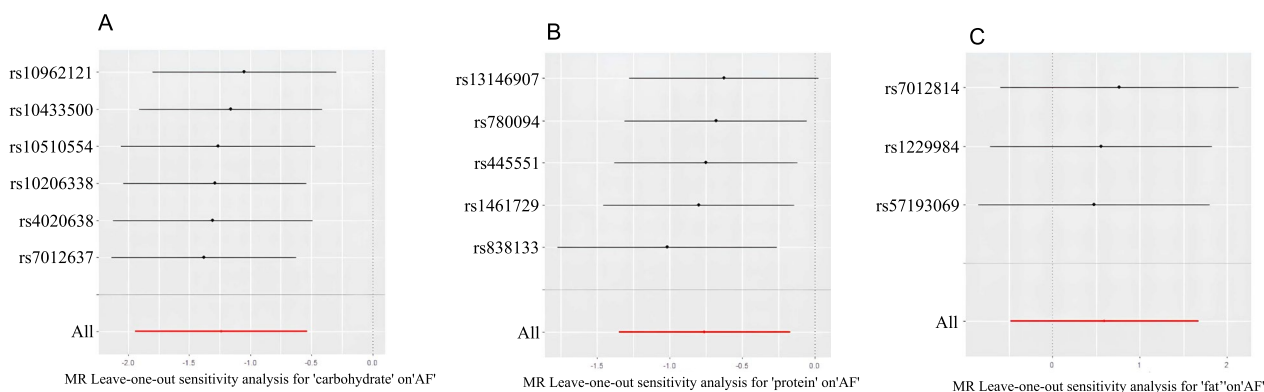 A
rs10962121
rs10433500
rs10510554
rs10206338
rs4020638
rs7012637
All
-2.0 -1.5 -1.0 -0.5 0.0
MR Leave-one-out sensitivity analysis for 'carbohydrate' on'AF'
B
rs13146907
rs780094
rs445551
rs1461729
rs838133
All
-1.5 -1.0 -0.5 0.0
MR Leave-one-out sensitivity analysis for 'protein' on'AF'
C
rs7012814
rs1229984
rs57193069
All
0 1 2
MR Leave-one-out sensitivity analysis for 'fat''on'AF'